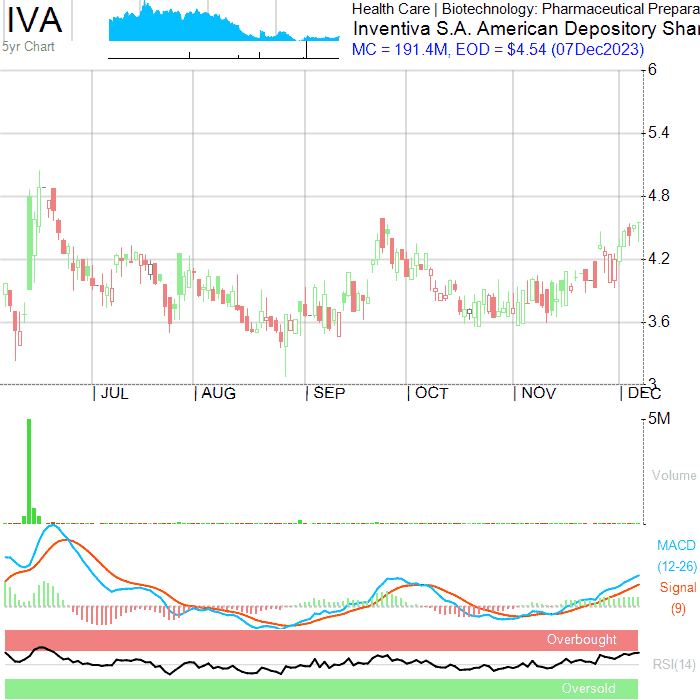 IVA
5yr Chart
Health Care | Biotechnology: Pharmaceutical Prepara
Inventiva S.A. American Depository Shar
MC = 191.4M, EOD = $4.54 (07Dec2023)
6
5.4
4.8
4.2
3.6
3
| JUL | AUG | SEP | OCT | NOV | DEC
5M
Volume
MACD
(12-26)
Signal
(9)
Overbought
RSI(14)
Oversold